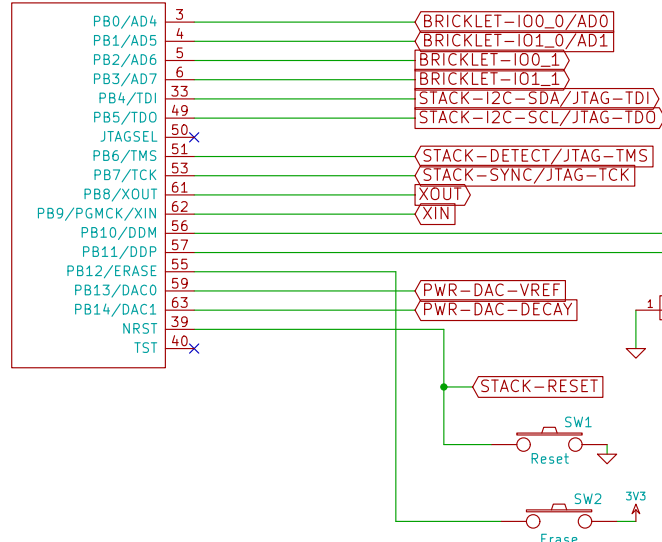 PB0/AD4 3 BRICKLET-IO0_0/AD0
PB1/AD5 4 BRICKLET-IO1_0/AD1
PB2/AD6 5 BRICKLET-IO0_1
PB3/AD7 6 BRICKLET-IO1_1
PB4/TDI 33 STACK-I2C-SDA/JTAG-TDI
PB5/TDO 49 STACK-I2C-SCL/JTAG-TDO
JTAGSEL 50
PB6/TMS 51 STACK-DETECT/JTAG-TMS
PB7/TCK 53 STACK-SYNC/JTAG-TCK
PB8/XOUT 61 XOUT
PB9/PGMCK/XIN 62 XIN
PB10/DDM 56
PB11/DDP 57
PB12/ERASE 55
PB13/DAC0 59 PWR-DAC-VREF
PB14/DAC1 63 PWR-DAC-DECAY
1
NRST 39
TST 40
STACK-RESET
SW1
Reset
SW2
3V3
Erase